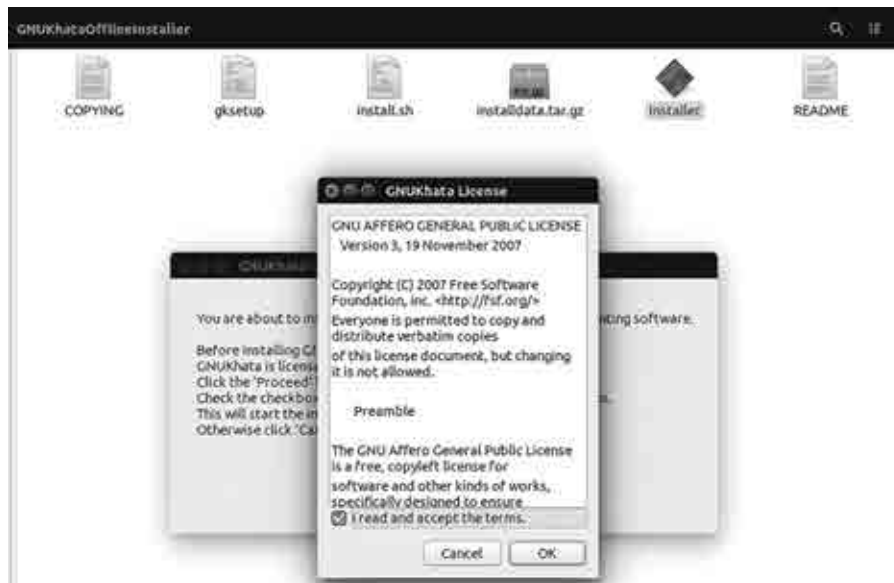 GNUKhataOfflineInstaller
COPYING
gksetup
install.sh
installdata.tar.gz
Installer
README
GNUKhata License
GNU AFFERO GENERAL PUBLIC LICENSE
Version 3, 19 November 2007
Copyright (C) 2007 Free Software
Foundation, Inc. <http://fsf.org/>
Everyone is permitted to copy and
distribute verbatim copies
of this license document, but changing
it is not allowed.
Preamble
The GNU Affero General Public License
is a free, copyleft license for
software and other kinds of works,
specifically designed to ensure
I read and accept the terms.
Cancel
OK
GNUKhata
You are about to in
nting software.
Before installing G
GNUKhata is license
Click the 'Proceed'
Check the checkbo
This will start the in
Otherwise click 'Ca